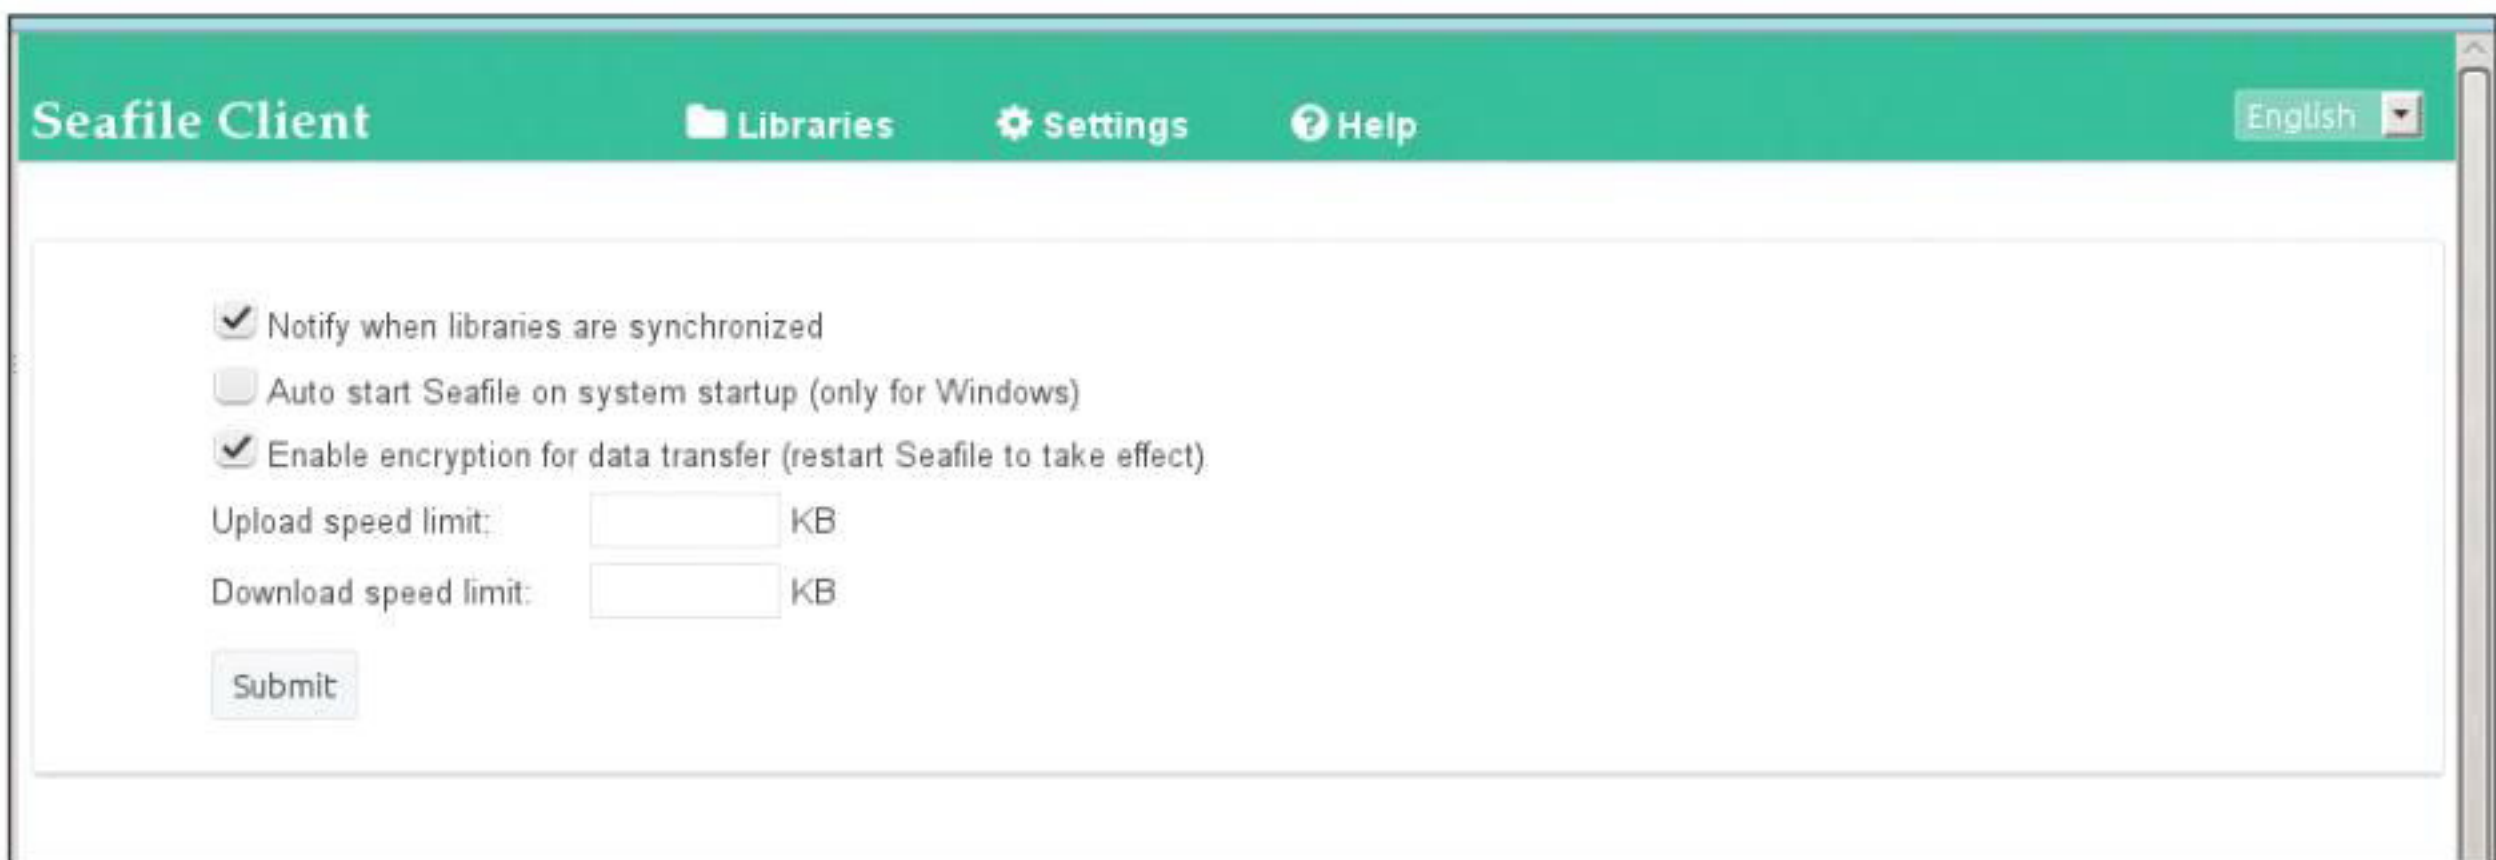 Seafile Client Libraries Settings Help English
Notify when libraries are synchronized
Auto start Seafile on system startup (only for Windows)
Enable encryption for data transfer (restart Seafile to take effect)
Upload speed limit: KB
Download speed limit: KB
Submit